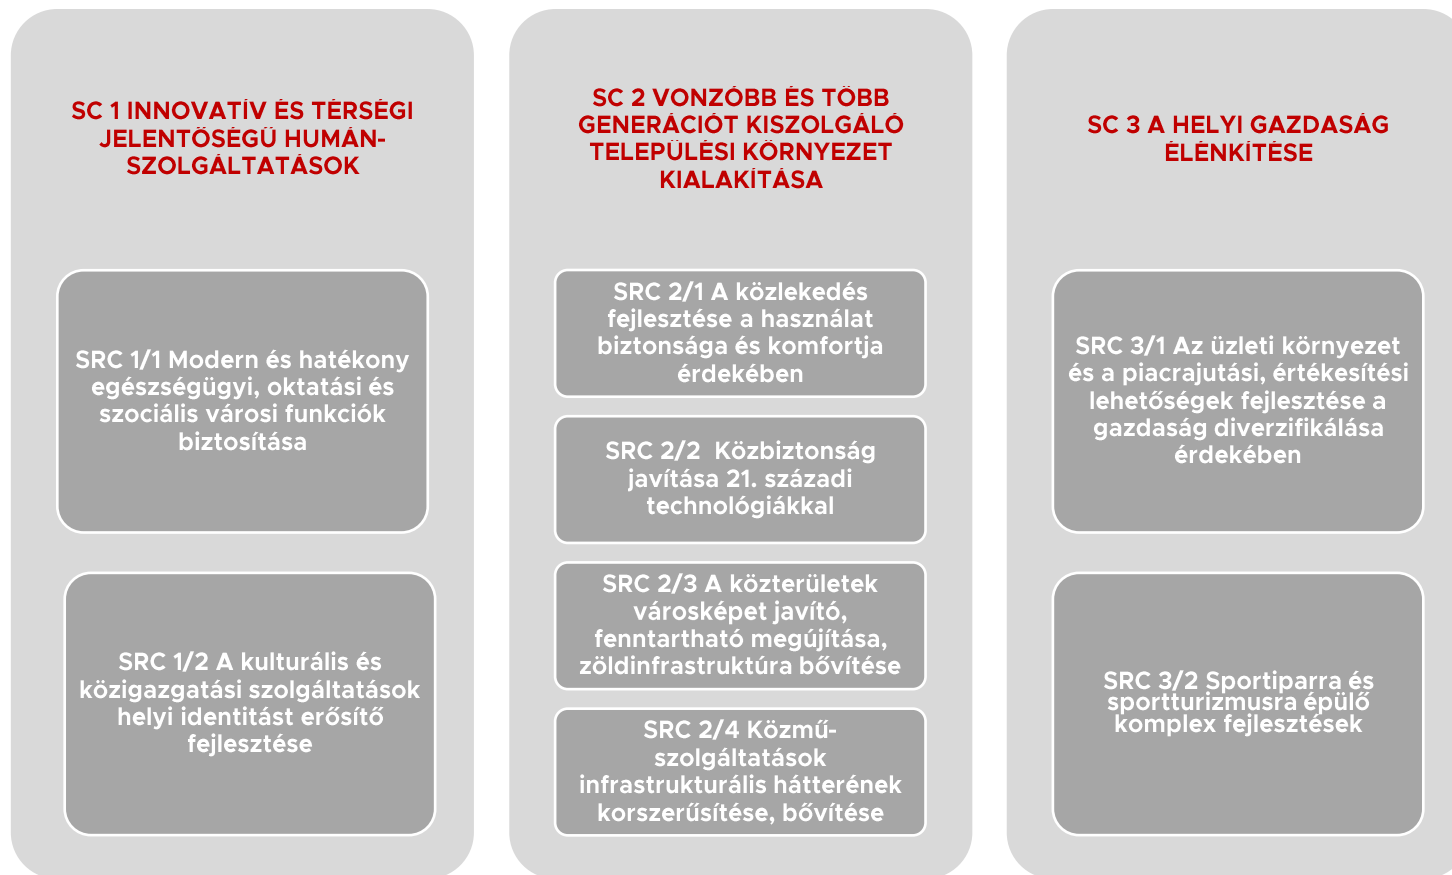 SC 1 INNOVATÍV ÉS TÉRSÉGI
JELENTŐSÉGŰ HUMÁN-
SZOLGÁLTATÁSOK
SRC 1/1 Modern és hatékony
egészségügyi, oktatási és
szociális városi funkciók
biztosítása
SRC 1/2 A kulturális és
közigazgatási szolgáltatások
helyi identitást erősítő
fejlesztése
SC 2 VONZÓBB ÉS TÖBB
GENERÁCIÓT KISZOLGÁLÓ
TELEPÜLÉSI KÖRNYEZET
KIALAKÍTÁSA
SRC 2/1 A közlekedés
fejlesztése a használat
biztonsága és komfortja
érdekében
SRC 2/2  Közbiztonság
javítása 21. századi
technológiákkal
SRC 2/3 A közterületek
városképet javító,
fenntartható megújítása,
zöldinfrastruktúra bővítése
SRC 2/4 Közmű-
szolgáltatások
infrastrukturális hátterének
korszerűsítése, bővítése
SC 3 A HELYI GAZDASÁG
ÉLÉNKÍTÉSE
SRC 3/1 Az üzleti környezet
és a piacrajutási, értékesítési
lehetőségek fejlesztése a
gazdaság diverzifikálása
érdekében
SRC 3/2 Sportiparra és
sportturizmusra épülő
komplex fejlesztések